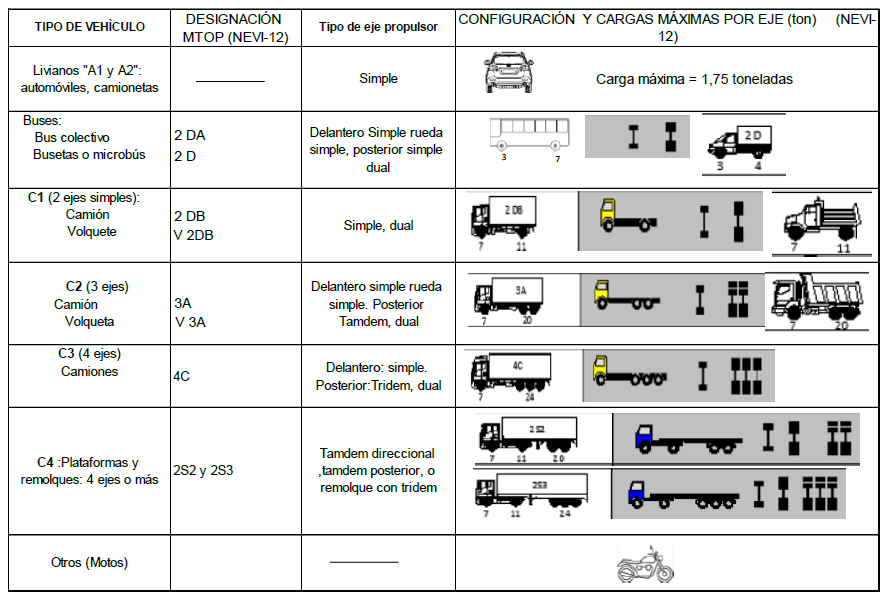 TIPO DE VEHÌCULO
DESIGNACIÓN
MTOP (NEVI-12)
Tipo de eje propulsor
CONFIGURACIÓN Y CARGAS MÁXIMAS POR EJE (ton) (NEVI-
12)
Livianos "A1 y A2":
automóviles, camionetas
Simple
Carga máxima = 1,75 toneladas
Buses:
Bus colectivo
Busetas o microbús
2 DA
2 D
Delantero Simple rueda
simple, posterior simple
dual
3 7
2 D
3 4
C1 (2 ejes simples):
Camión
Volquete
2 DB
V 2DB
Simple, dual
2 DB
7 11
7 11
C2 (3 ejes)
Camión
Volqueta
3A
V 3A
Delantero simple rueda
simple. Posterior
Tamdem, dual
3A
7 20
7 20
C3 (4 ejes)
Camiones
4C
Delantero: simple.
Posterior:Tridem, dual
4C
7 24
C4 :Plataformas y
remolques: 4 ejes o más
2S2 y 2S3
Tamdem direccional
,tamdem posterior, o
remolque con tridem
2S2
7 11 20
2S3
7 11 24
Otros (Motos)